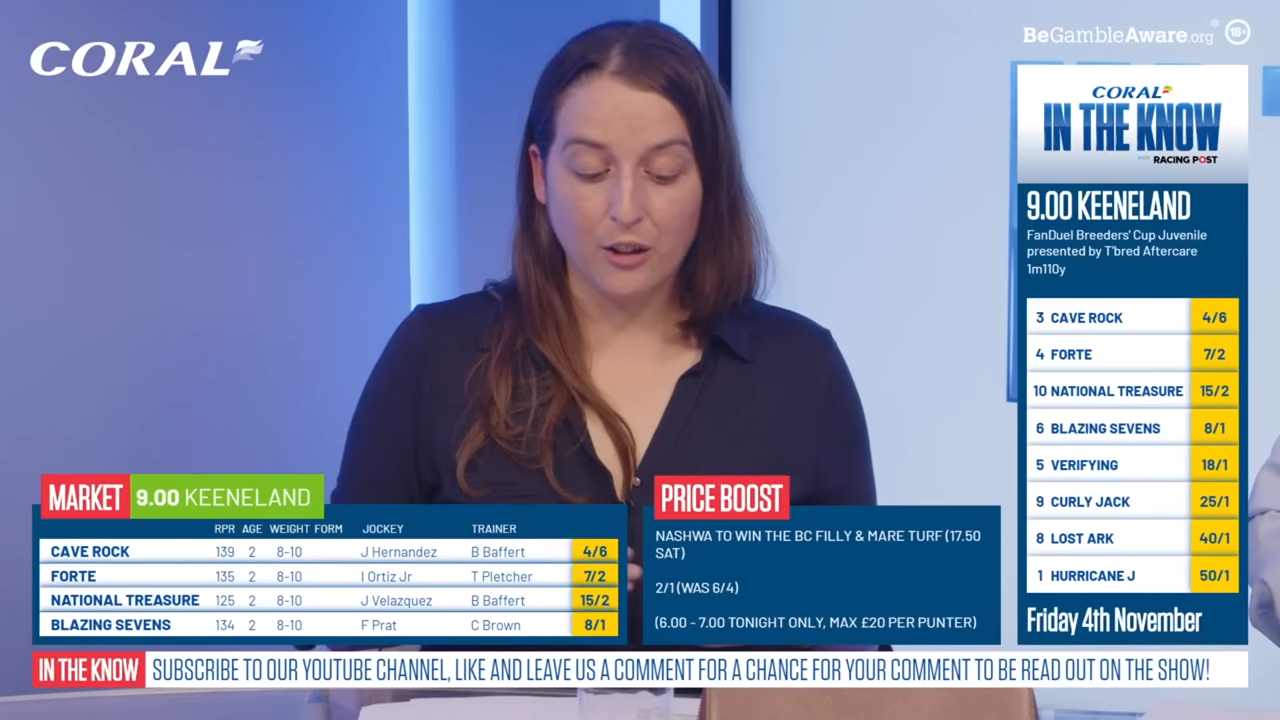 CORAL
BeGambleAware.org® 18+
CORAL
IN THE KNOW
WITH RACING POST
9.00 KEENELAND
FanDuel Breeders' Cup Juvenile
presented by T'bred Aftercare
1m110y
3 CAVE ROCK 4/6
4 FORTE 7/2
10 NATIONAL TREASURE 15/2
6 BLAZING SEVENS 8/1
5 VERIFYING 18/1
9 CURLY JACK 25/1
8 LOST ARK 40/1
1 HURRICANE J 50/1
Friday 4th November
MARKET 9.00 KEENELAND
RPR AGE WEIGHT FORM JOCKEY TRAINER
CAVE ROCK 139 2 8-10 J Hernandez B Baffert 4/6
FORTE 135 2 8-10 I Ortiz Jr T Pletcher 7/2
NATIONAL TREASURE 125 2 8-10 J Velazquez B Baffert 15/2
BLAZING SEVENS 134 2 8-10 F Prat C Brown 8/1
PRICE BOOST
NASHWA TO WIN THE BC FILLY & MARE TURF (17.50
SAT)
2/1 (WAS 6/4)
(6.00 - 7.00 TONIGHT ONLY, MAX £20 PER PUNTER)
IN THE KNOW SUBSCRIBE TO OUR YOUTUBE CHANNEL, LIKE AND LEAVE US A COMMENT FOR A CHANCE FOR YOUR COMMENT TO BE READ OUT ON THE SHOW!